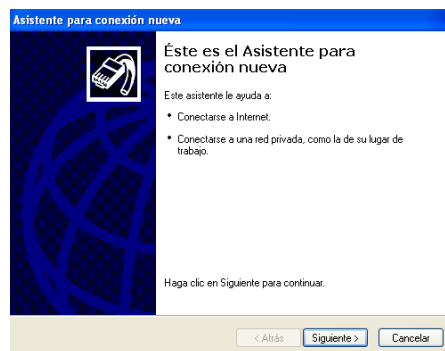 Asistente para conexión nueva
Éste es el Asistente para
conexión nueva
Este asistente le ayuda a:
• Conectarse a Internet.
• Conectarse a una red privada, como la de su lugar de
trabajo.
Haga clic en Siguiente para continuar.
< Atrás Siguiente > Cancelar